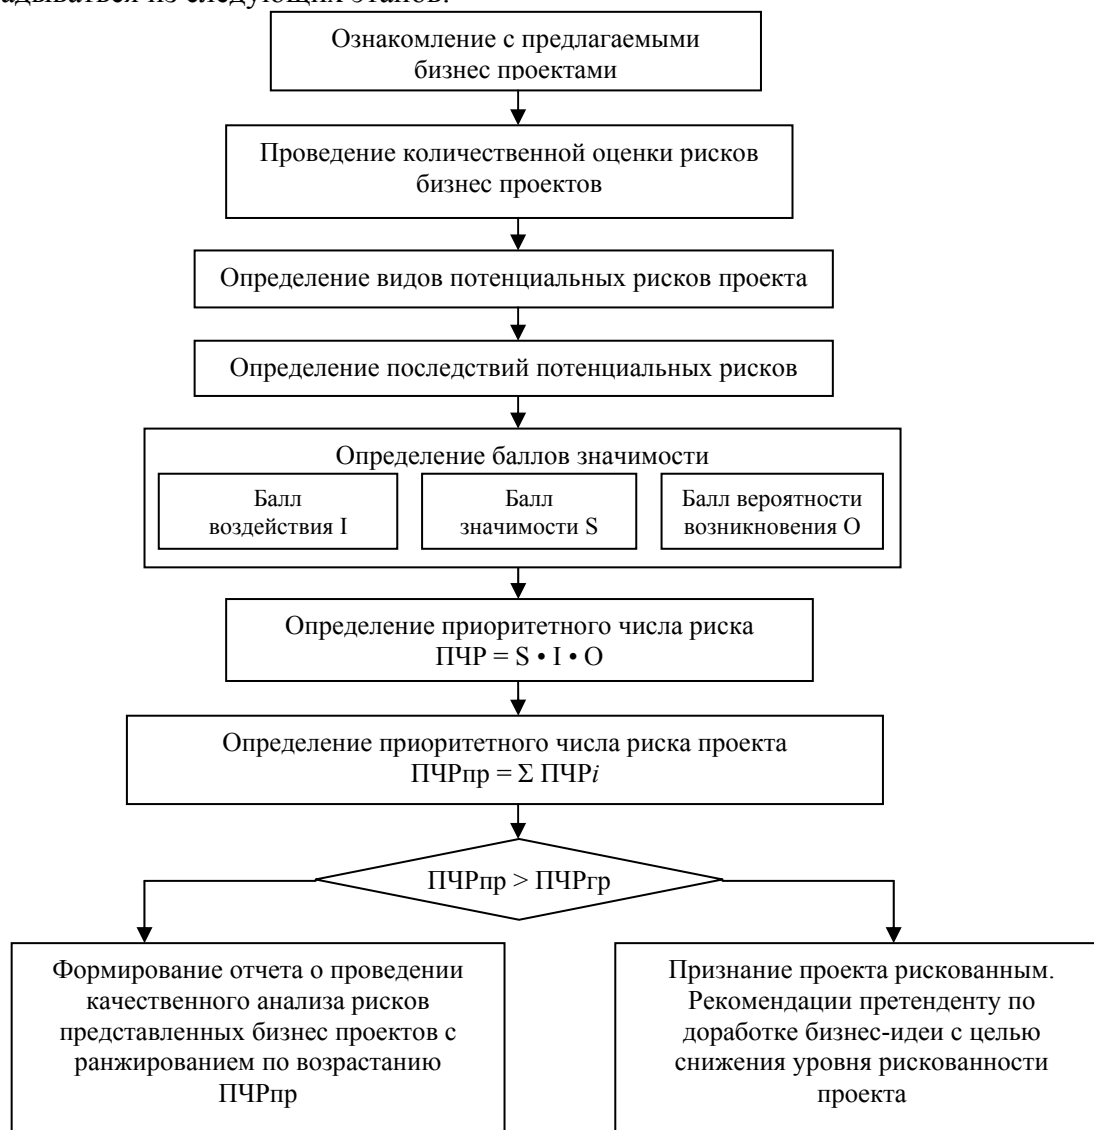 следующих этапов:
Ознакомление с предлагаемыми
бизнес проектами
Проведение количественной оценки рисков
бизнес проектов
Определение видов потенциальных рисков проекта
Определение последствий потенциальных рисков
Определение баллов значимости
Балл
воздействия I
Балл
значимости S
Балл вероятности
возникновения O
Определение приоритетного числа риска
ПЧР = S • I • O
Определение приоритетного числа риска проекта
ПЧРпр = Σ ПЧРi
ПЧРпр > ПЧРгр
Формирование отчета о проведении
качественного анализа рисков
представленных бизнес проектов с
ранжированием по возрастанию
ПЧРпр
Признание проекта рискованным.
Рекомендации претенденту по
доработке бизнес-идеи с целью
снижения уровня рискованности
проекта